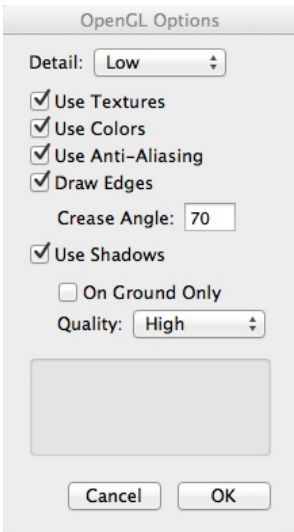 OpenGL Options
Detail: Low
Use Textures
Use Colors
Use Anti-Aliasing
Draw Edges
Crease Angle: 70
Use Shadows
On Ground Only
Quality: High
Cancel OK